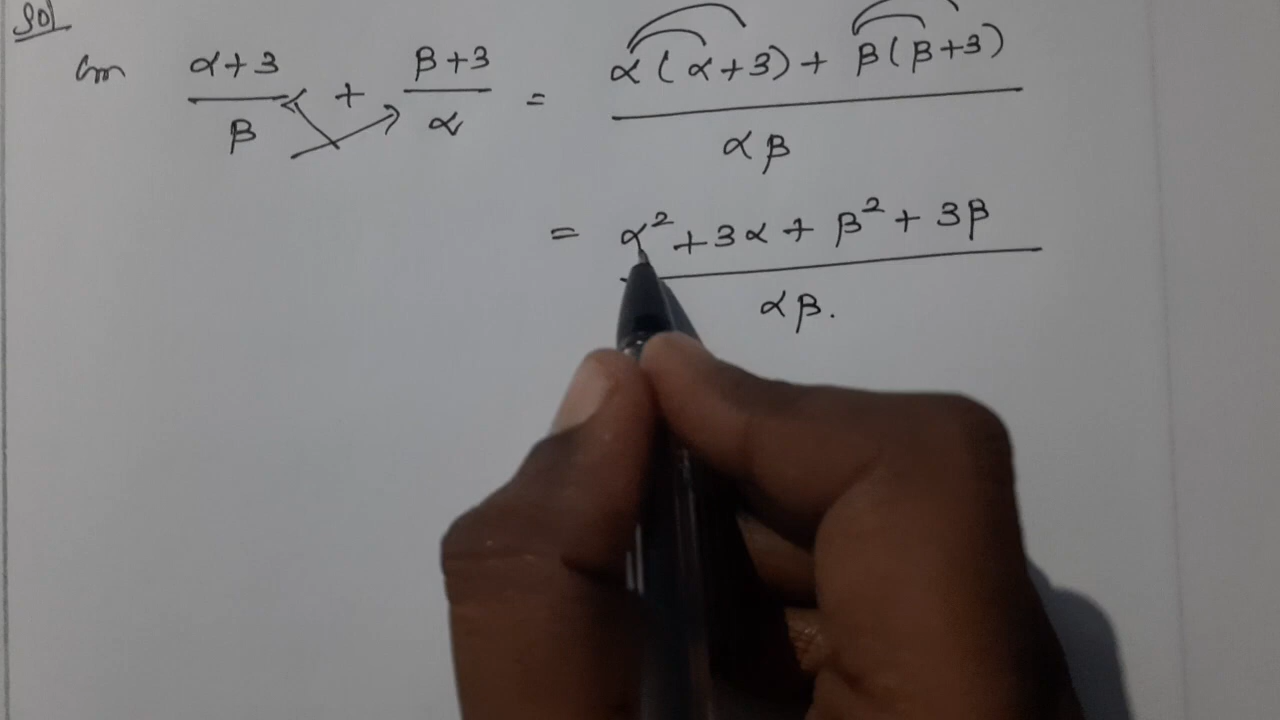 Sol
α+3/β + β+3/α = α(α+3)+β(β+3)/αβ
= α²+3α+β²+3β/αβ.